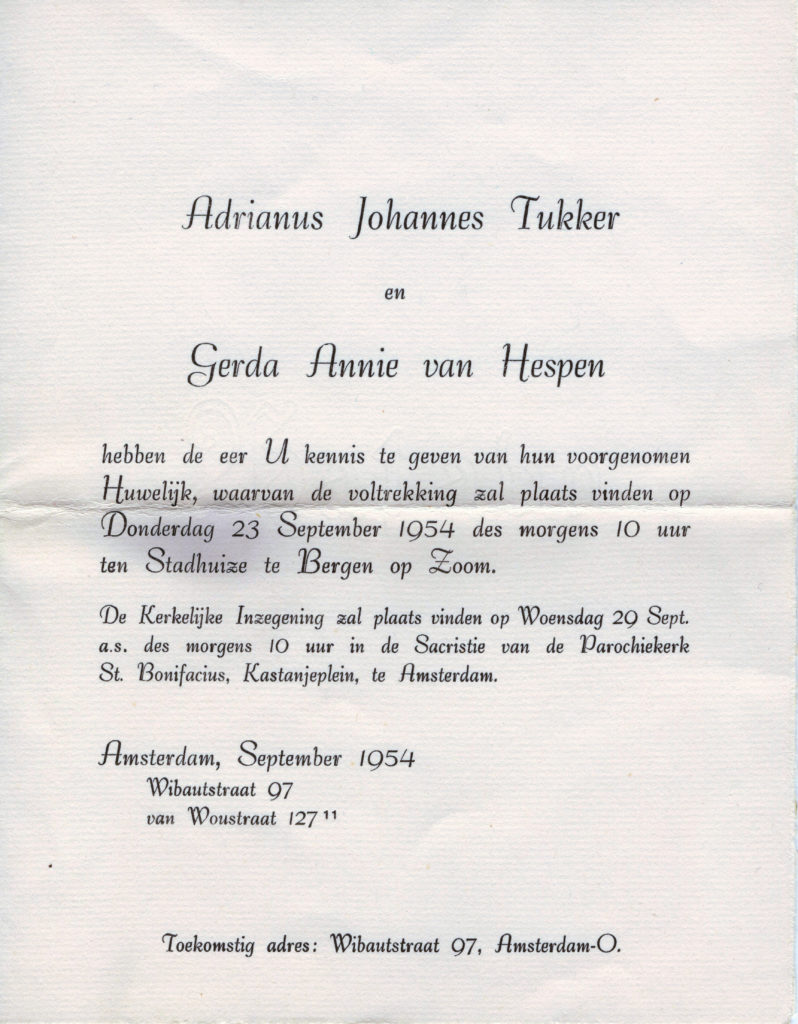 Adrianus Johannes Tukker
en
Gerda Annie van Hespen
hebben de eer U kennis te geven van hun voorgenomen
Huwelijk, waarvan de voltrekking zal plaats vinden op
Donderdag 23 September 1954 des morgens 10 uur
ten Stadhuize te Bergen op Zoom.
De Kerkelijke Inzegening zal plaats vinden op Woensdag 29 Sept.
a.s. des morgens 10 uur in de Sacristie van de Parochiekerk
St. Bonifacius, Kastanjeplein, te Amsterdam.
Amsterdam, September 1954
Wibautstraat 97
van Woustraat 127 ¹¹
Toekomstig adres: Wibautstraat 97, Amsterdam-O.